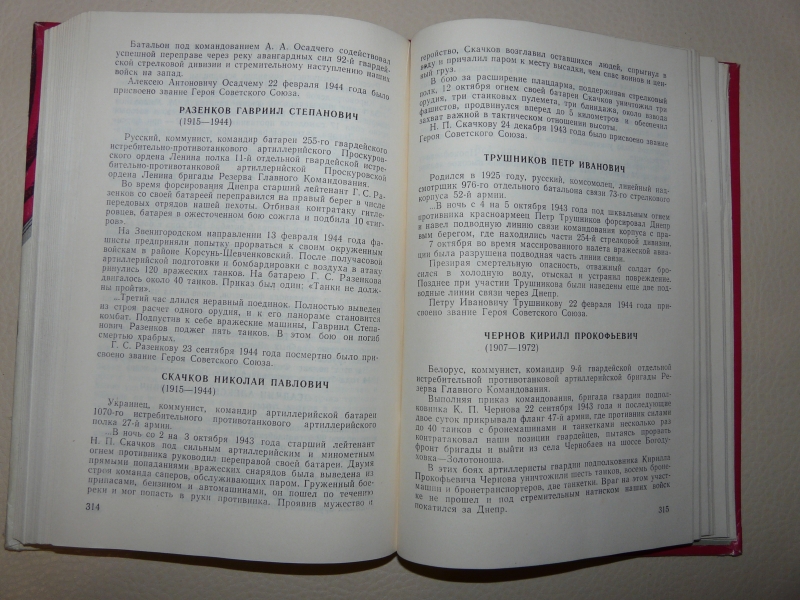 Батальон под командованием А. А. Осадчего содействовал
успешной переправе через реку авангардных сил 92-й гвардей-
ской стрелковой дивизии и стремительному наступлению наших
войск на запад.
Алексею Антоновичу Осадчему 22 февраля 1944 года было
присвоено звание Героя Советского Союза.
РАЗЕНКОВ ГАВРИИЛ СТЕПАНОВИЧ
(1915—1944)
Русский, коммунист, командир батареи 255-го гвардейского
истребительно-противотанкового артиллерийского Проскуров-
ского ордена Ленина полка 11-й отдельной гвардейской истре-
бительно-противотанковой артиллерийской Проскуровской
ордена Ленина бригады Резерва Главного Командования.
Во время форсирования Днепра старший лейтенант Г. С. Ра-
зенков со своей батареей переправился на правый берег в числе
передовых отрядов нашей пехоты. Отбивая контратаку гитле-
ровцев, батарея в ожесточенном бою сожгла и подбила 10 «тиг-
ров».
На Звенигородском направлении 13 февраля 1944 года фа-
шисты предприняли попытку прорваться к своим окруженным
войскам в районе Корсунь-Шевченковский. После получасовой
артиллерийской подготовки и бомбардировки с воздуха в атаку
ринулись 120 вражеских танков. На батарею Г. С. Разенкова
двигалось около 40 танков. Приказ был один: «Танки не долж-
ны пройти».
...Третий час длился неравный поединок. Полностью выведен
из строя расчет одного орудия, и к его панораме становится
комбат. Подпустив к себе вражеские машины, Гавриил Степа-
нович Разенков поджег пять танков. В этом бою он погиб
смертью храбрых.
Г. С. Разенкову 23 сентября 1944 года посмертно было при-
своено звание Героя Советского Союза.
СКАЧКОВ НИКОЛАЙ ПАВЛОВИЧ
(1915—1944)
Украинец, коммунист, командир артиллерийской батареи
1070-го истребительного противотанкового артиллерийского
полка 27-й армии.
...В ночь со 2 на 3 октября 1943 года старший лейтенант
Н. П. Скачков под сильным артиллерийским и минометным
огнем противника руководил переправой своей батареи. Двумя
прямыми попаданиями вражеских снарядов была выведена из
строя команда саперов, обслуживающих паром. Груженный бое-
припасами, бензином и автомашинами, он пошел по течению
реки и мог попасть в руки противника. Проявив мужество и
314
геройство, Скачков возглавил оставшихся людей, спрыгнул в
воду и причалил паром к месту высадки, чем спас воинов и цен-
ный груз.
В бою за расширение плацдарма, поддерживая стрелковый
полк, 12 октября огнем своей батареи Скачков уничтожил три
орудия, три станковых пулемета, три блиндажа, около взвода
фашистов, продвинулся вперед до 5 километров и обеспечил
захват важной в тактическом отношении высоты.
Н. П. Скачкову 24 декабря 1943 года было присвоено звание
Героя Советского Союза.
ТРУШНИКОВ ПЕТР ИВАНОВИЧ
Родился в 1925 году, русский, комсомолец, линейный над-
смотрщик 976-го отдельного батальона связи 73-го стрелкового
корпуса 52-й армии.
...В ночь с 4 на 5 октября 1943 года под шквальным огнем
противника красноармеец Петр Трушников форсировал Днепр
и навел подводную линию связи командования корпуса с пра-
вым берегом, где находились части 254-й стрелковой дивизии.
7 октября во время массированного налета вражеской авиа-
ции была разрушена подводная часть линии связи.
Презирая смертельную опасность, отважный солдат бро-
сился в холодную воду, отыскал и устранил повреждение.
Позднее при участии Трушникова были наведены еще две под-
водные линии связи через Днепр.
Петру Ивановичу Трушникову 22 февраля 1944 года при-
своено звание Героя Советского Союза.
ЧЕРНОВ КИРИЛЛ ПРОКОФЬЕВИЧ
(1907—1972)
Белорус, коммунист, командир 9-й гвардейской отдельной
истребительной противотанковой артиллерийской бригады Ре-
зерва Главного Командования.
Выполняя приказ командования, бригада гвардии подпол-
ковника К. П. Чернова 22 сентября 1943 года и последующие
двое суток прикрывала фланг 47-й армии, где противник силами
до 40 танков с бронемашинами и танкетками несколько раз
контратаковал наши позиции гвардейцев, пытаясь прорвать
фронт бригады и выйти из села Чернобаев на шоссе Богоду-
ховка—Золотоноша.
В этих боях артиллеристы гвардии подполковника Кирилла
Прокофьевича Чернова уничтожили шесть танков, восемь броне-
машин и бронетранспортеров, две танкетки. Враг на этом участ-
ке не прошел и под стремительным натиском наших войск
покатился за Днепр.
315